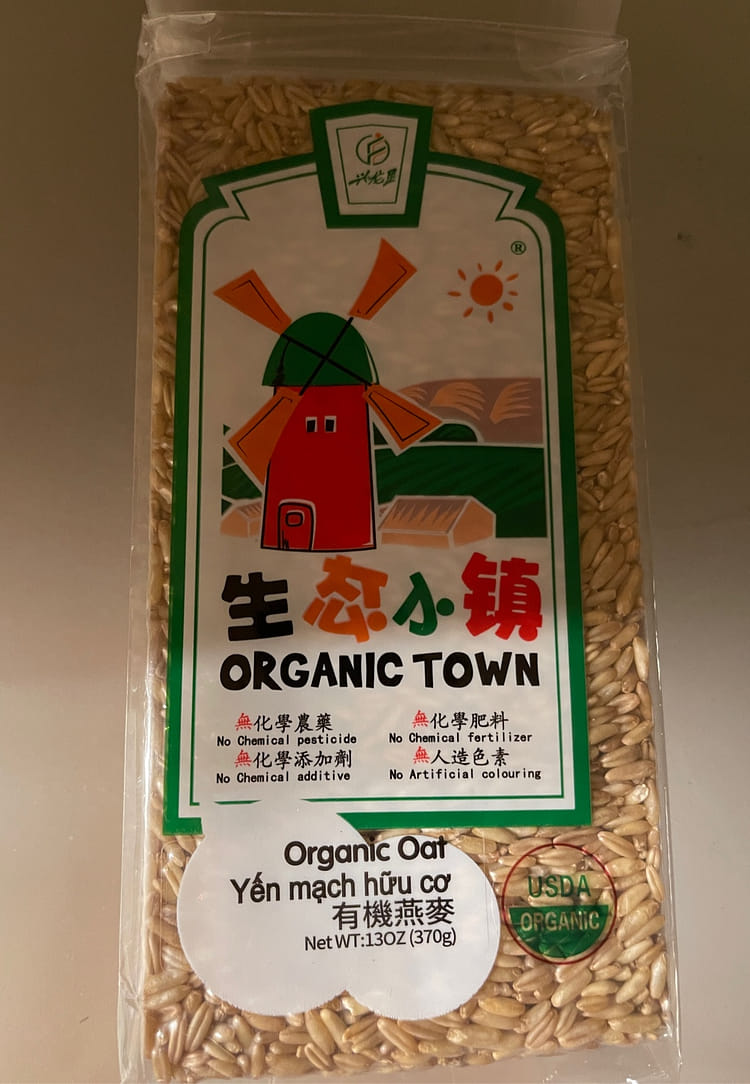 ®
生态小镇
ORGANIC TOWN
無化學農藥
No Chemical pesticide
無化學肥料
No Chemical fertilizer
無化學添加劑
No Chemical additive
無人造色素
No Artificial colouring
Organic Oat
Yến mạch hữu cơ
有機燕麥
Net WT:13OZ (370g)
USDA
ORGANIC